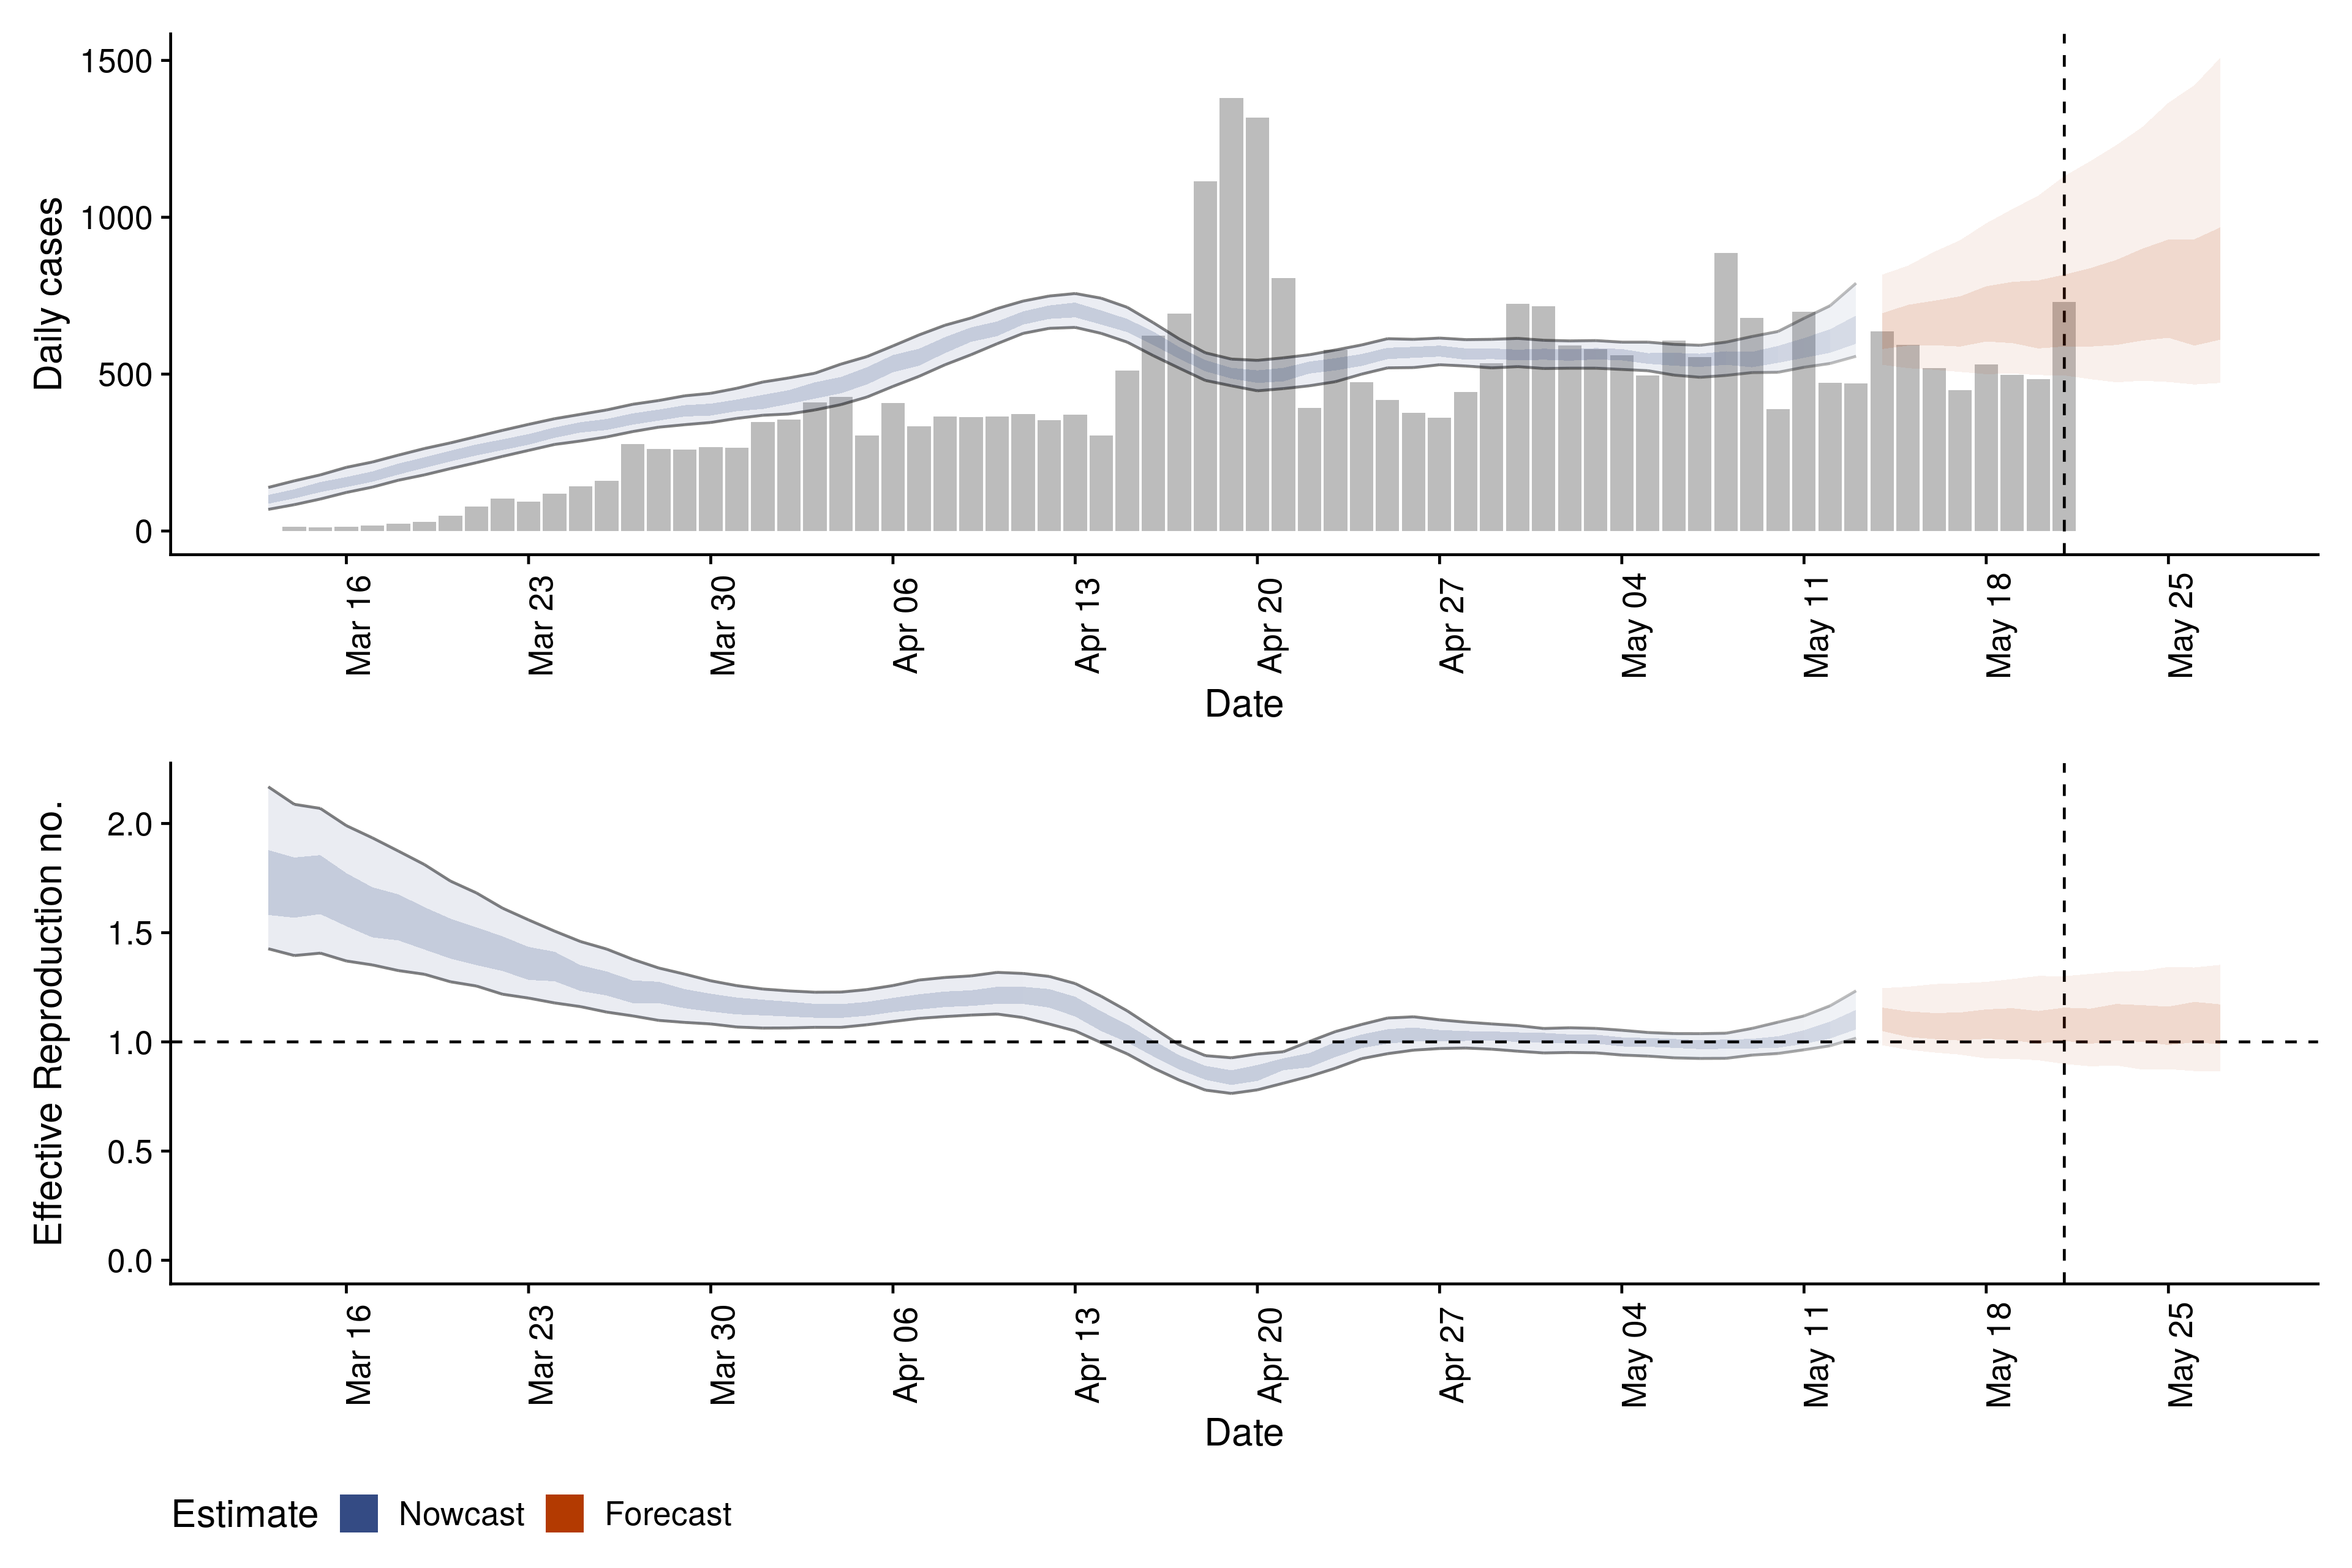 Daily cases
1500
1000
500
0
Mar 16
Mar 23
Mar 30
Apr 06
Apr 13
Apr 20
Apr 27
May 04
May 11
May 18
May 25
Date
Effective Reproduction no.
2.0
1.5
1.0
0.5
0.0
Mar 16
Mar 23
Mar 30
Apr 06
Apr 13
Apr 20
Apr 27
May 04
May 11
May 18
May 25
Date
Estimate Nowcast Forecast